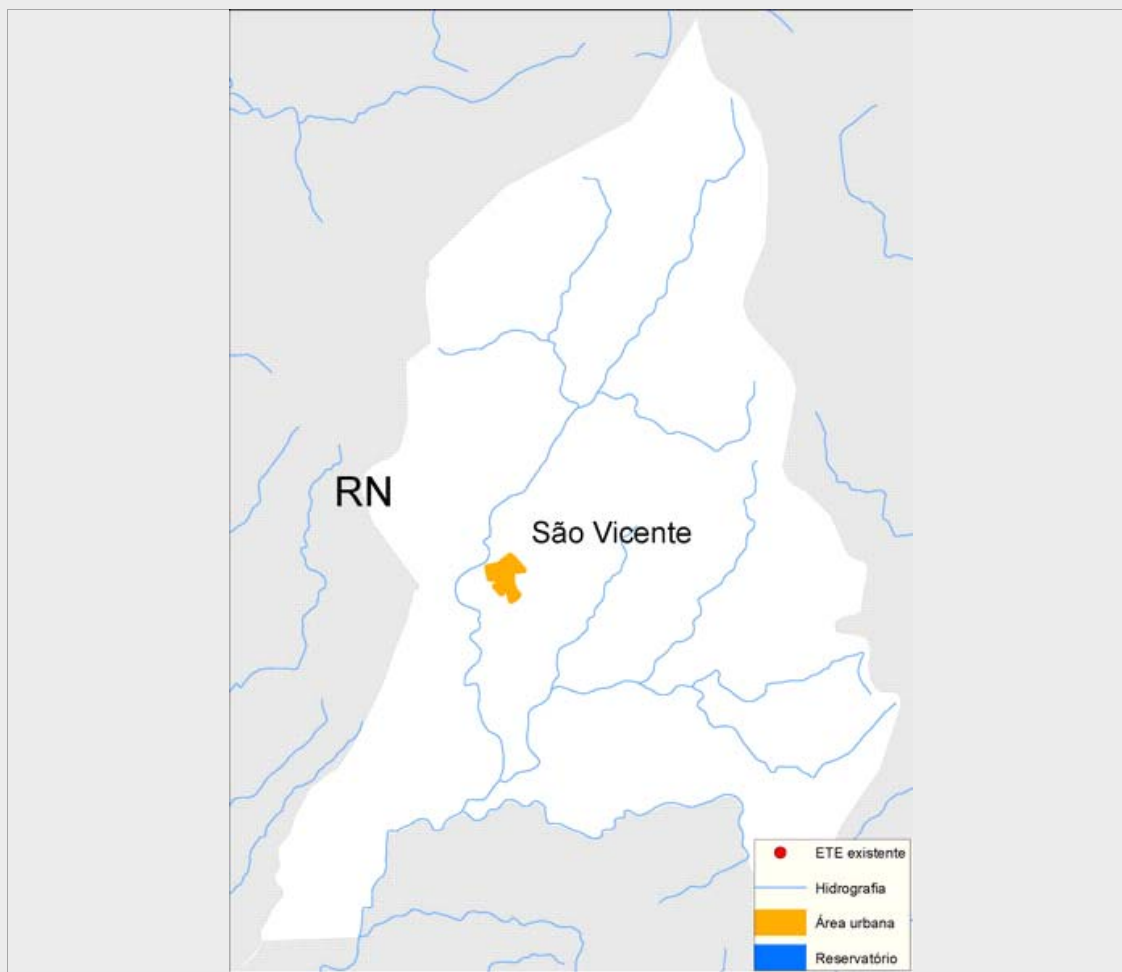 RN
São Vicente
ETE existente
Hidrografia
Área urbana
Reservatório